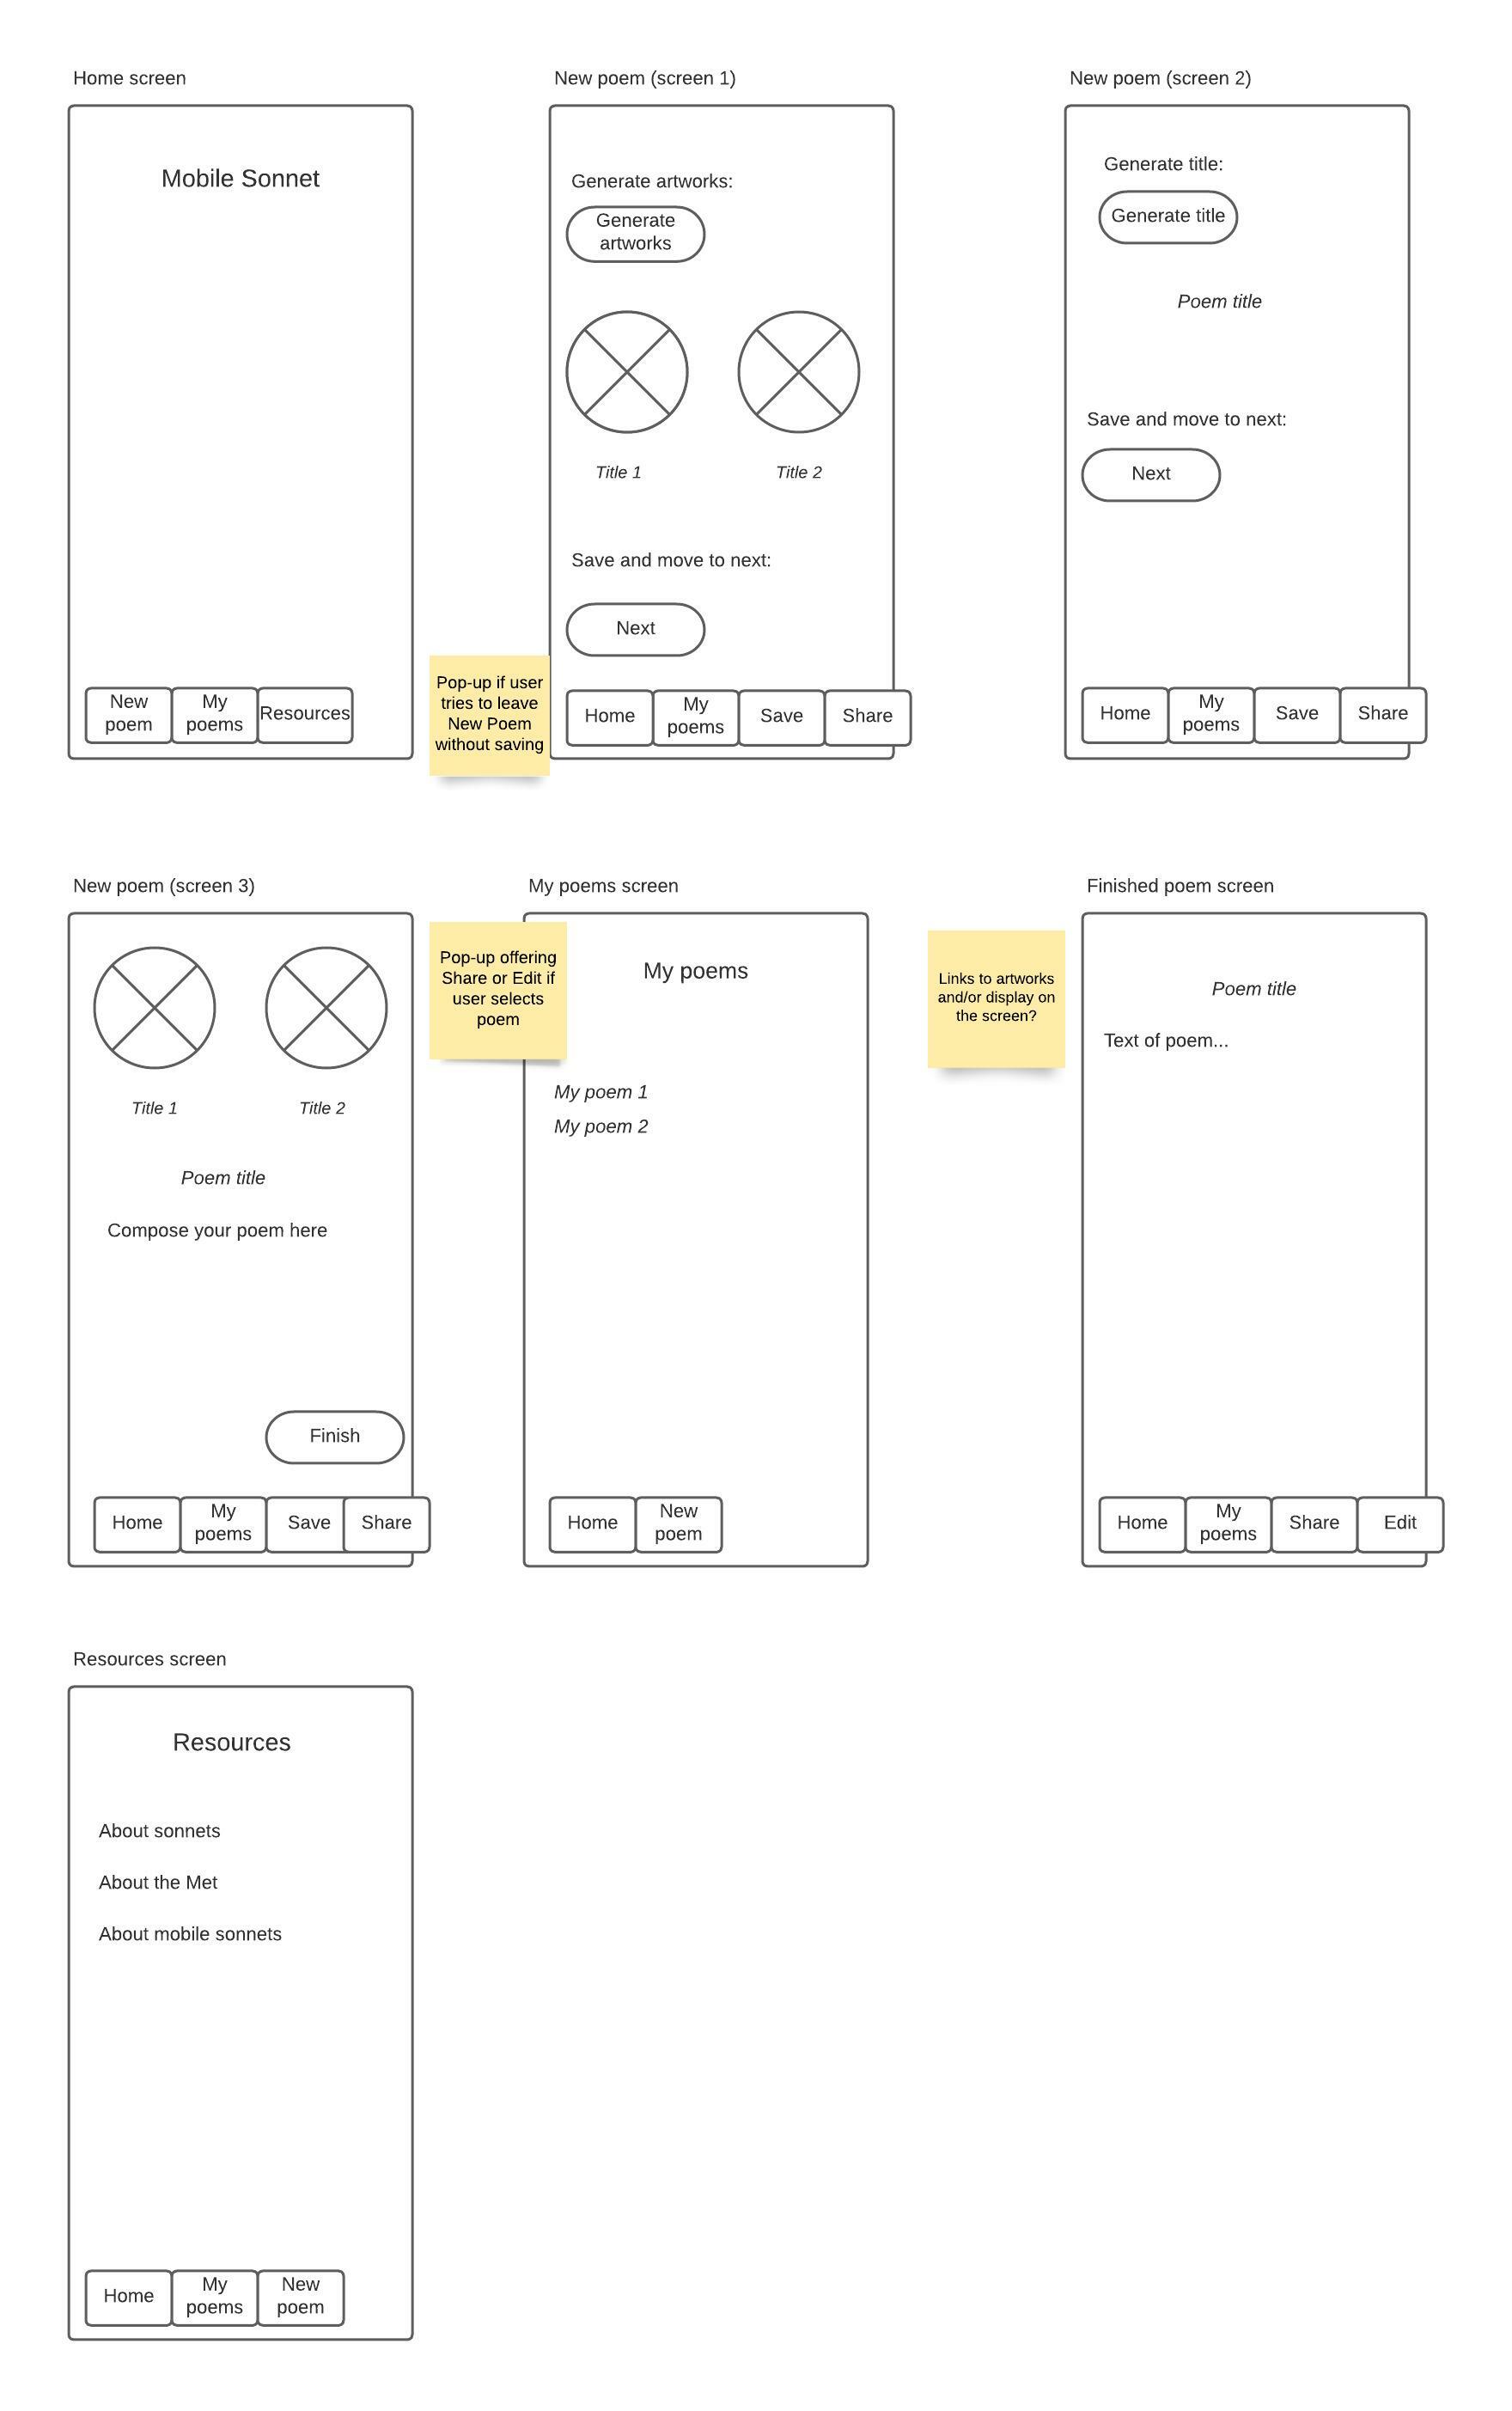 Home screen
Mobile Sonnet
New
poem
My
poems
Resources
New poem (screen 1)
Generate artworks:
Generate
artworks
Title 1
Title 2
Save and move to next:
Next
Pop-up if user
tries to leave
New Poem
without saving
Home
My
poems
Save
Share
New poem (screen 2)
Generate title:
Generate title
Poem title
Save and move to next:
Next
Home
My
poems
Save
Share
New poem (screen 3)
Title 1
Title 2
Poem title
Compose your poem here
Finish
Home
My
poems
Save
Share
My poems screen
Pop-up offering
Share or Edit if
user selects
poem
My poems
My poem 1
My poem 2
Home
New
poem
Finished poem screen
Links to artworks
and/or display on
the screen?
Poem title
Text of poem...
Home
My
poems
Share
Edit
Resources screen
Resources
About sonnets
About the Met
About mobile sonnets
Home
My
poems
New
poem